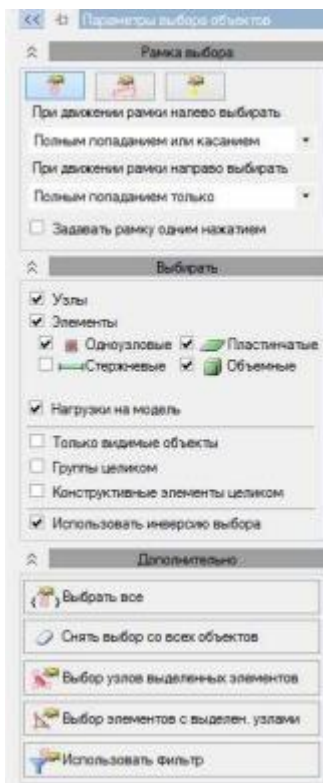 << Параметры выбора объектов
Рамка выбора
При движении рамки налево выбирать
Полным попаданием или касанием
При движении рамки направо выбирать
Полным попаданием только
Задавать рамку одним нажатием
Выбирать
Узлы
Элементы
Одноузловые Пластинчатые
Стержневые Объемные
Нагрузки на модель
Только видимые объекты
Группы целиком
Конструктивные элементы целиком
Использовать инверсию выбора
Дополнительно
Выбрать все
Снять выбор со всех объектов
Выбор узлов выделенных элементов
Выбор элементов с выделен. узлами
Использовать фильтр